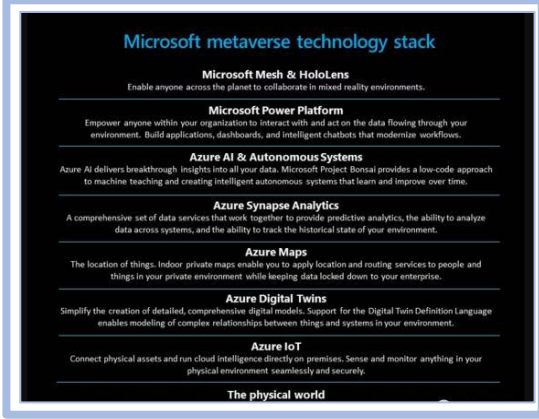 Microsoft metaverse technology stack
Microsoft Mesh & HoloLens
Enable anyone across the planet to collaborate in mixed reality environments.
Microsoft Power Platform
Empower anyone within your organization to interact with and act on the data flowing through your
environment. Build applications, dashboards, and intelligent chatbots that modernize workflows.
Azure AI & Autonomous Systems
Azure AI delivers breakthrough insights into all your data. Microsoft Project Bonsai provides a low-code approach
to machine teaching and creating intelligent autonomous systems that learn and improve over time.
Azure Synapse Analytics
A comprehensive set of data services that work together to provide predictive analytics, the ability to analyze
data across systems, and the ability to track the historical state of your environment.
Azure Maps
The location of things. Indoor private maps enable you to apply location and routing services to people and
things in your private environment while keeping data locked down to your enterprise.
Azure Digital Twins
Simplify the creation of detailed, comprehensive digital models. Support for the Digital Twin Definition Language
enables modeling of complex relationships between things and systems in your environment.
Azure IoT
Connect physical assets and run cloud intelligence directly on premises. Sense and monitor anything in your
physical environment seamlessly and securely.
The physical world